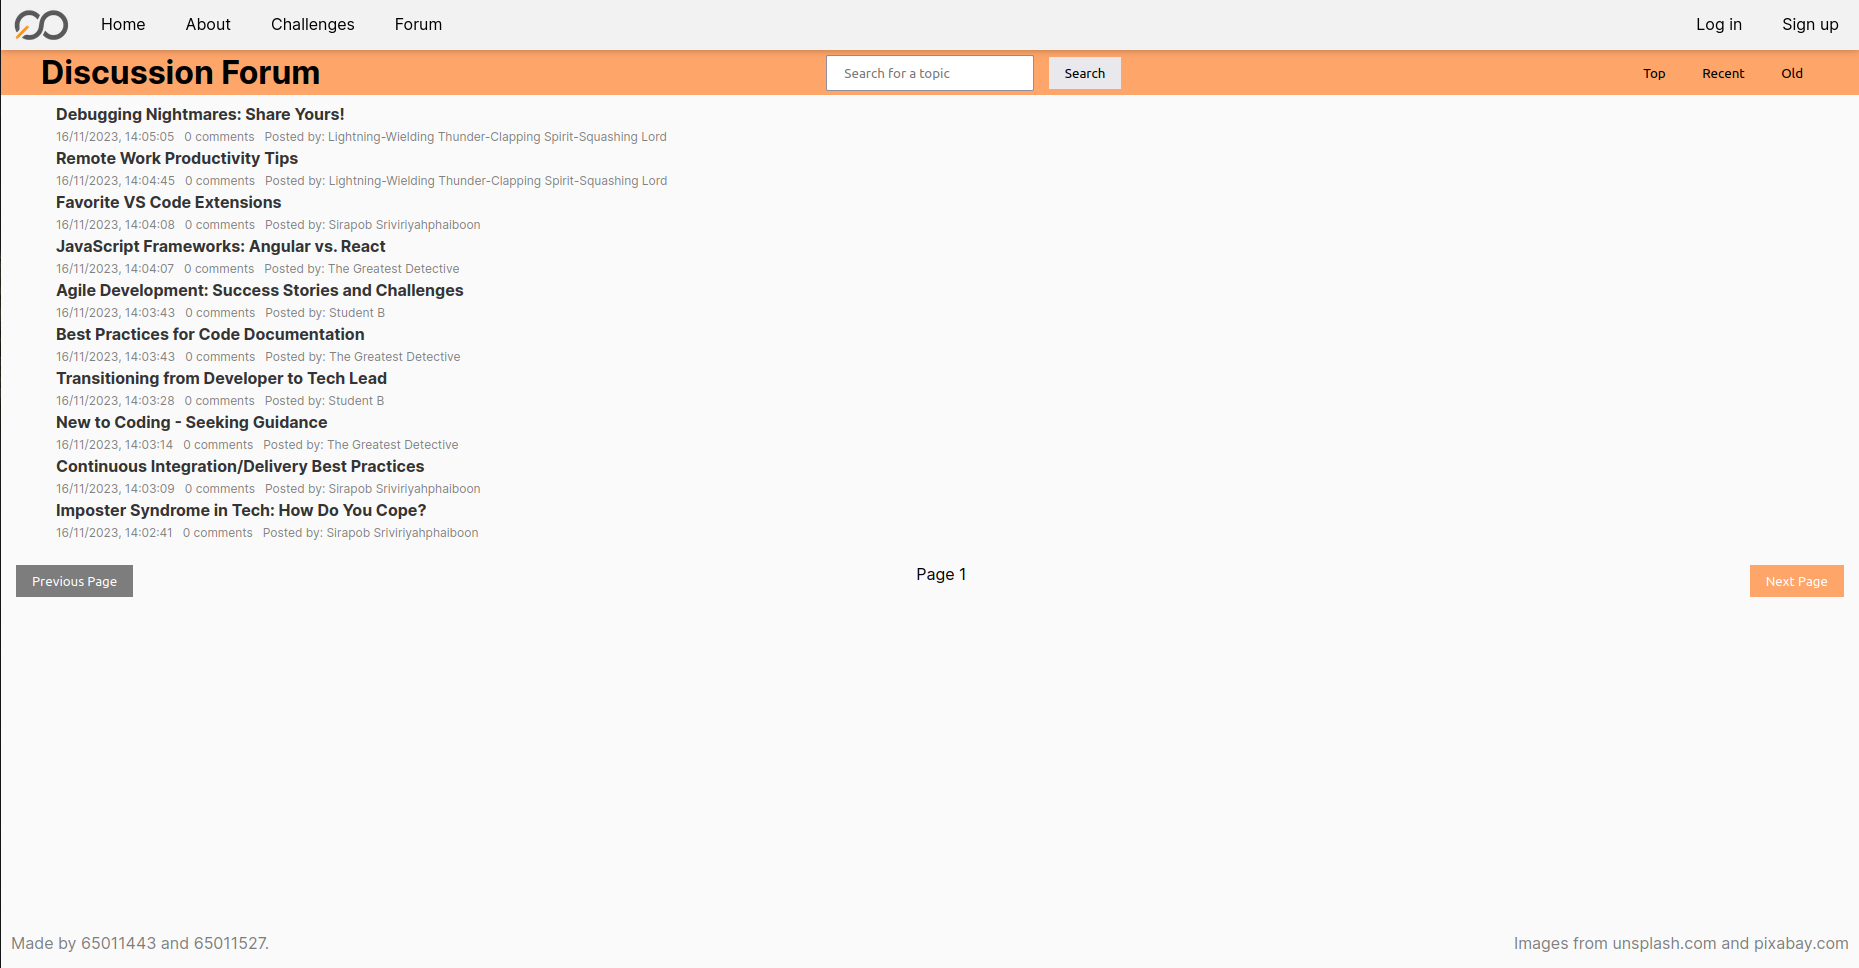 Home About Challenges Forum Log in Sign up
Discussion Forum Search for a topic Search Top Recent Old
Debugging Nightmares: Share Yours!
16/11/2023, 14:05:05 0 comments Posted by: Lightning-Wielding Thunder-Clapping Spirit-Squashing Lord
Remote Work Productivity Tips
16/11/2023, 14:04:45 0 comments Posted by: Lightning-Wielding Thunder-Clapping Spirit-Squashing Lord
Favorite VS Code Extensions
16/11/2023, 14:04:08 0 comments Posted by: Sirapob Sriviriyahphaiboon
JavaScript Frameworks: Angular vs. React
16/11/2023, 14:04:07 0 comments Posted by: The Greatest Detective
Agile Development: Success Stories and Challenges
16/11/2023, 14:03:43 0 comments Posted by: Student B
Best Practices for Code Documentation
16/11/2023, 14:03:43 0 comments Posted by: The Greatest Detective
Transitioning from Developer to Tech Lead
16/11/2023, 14:03:28 0 comments Posted by: Student B
New to Coding - Seeking Guidance
16/11/2023, 14:03:14 0 comments Posted by: The Greatest Detective
Continuous Integration/Delivery Best Practices
16/11/2023, 14:03:09 0 comments Posted by: Sirapob Sriviriyahphaiboon
Imposter Syndrome in Tech: How Do You Cope?
16/11/2023, 14:02:41 0 comments Posted by: Sirapob Sriviriyahphaiboon
Previous Page Page 1 Next Page
Made by 65011443 and 65011527. Images from unsplash.com and pixabay.com